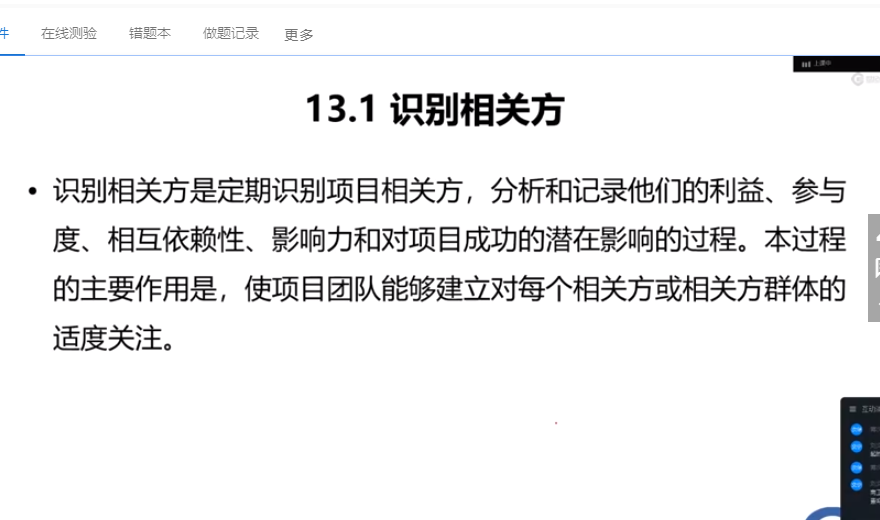 件
在线测验
错题本
做题记录
更多
上课中
13.1 识别相关方
• 识别相关方是定期识别项目相关方，分析和记录他们的利益、参与
度、相互依赖性、影响力和对项目成功的潜在影响的过程。本过程
的主要作用是，使项目团队能够建立对每个相关方或相关方群体的
适度关注。